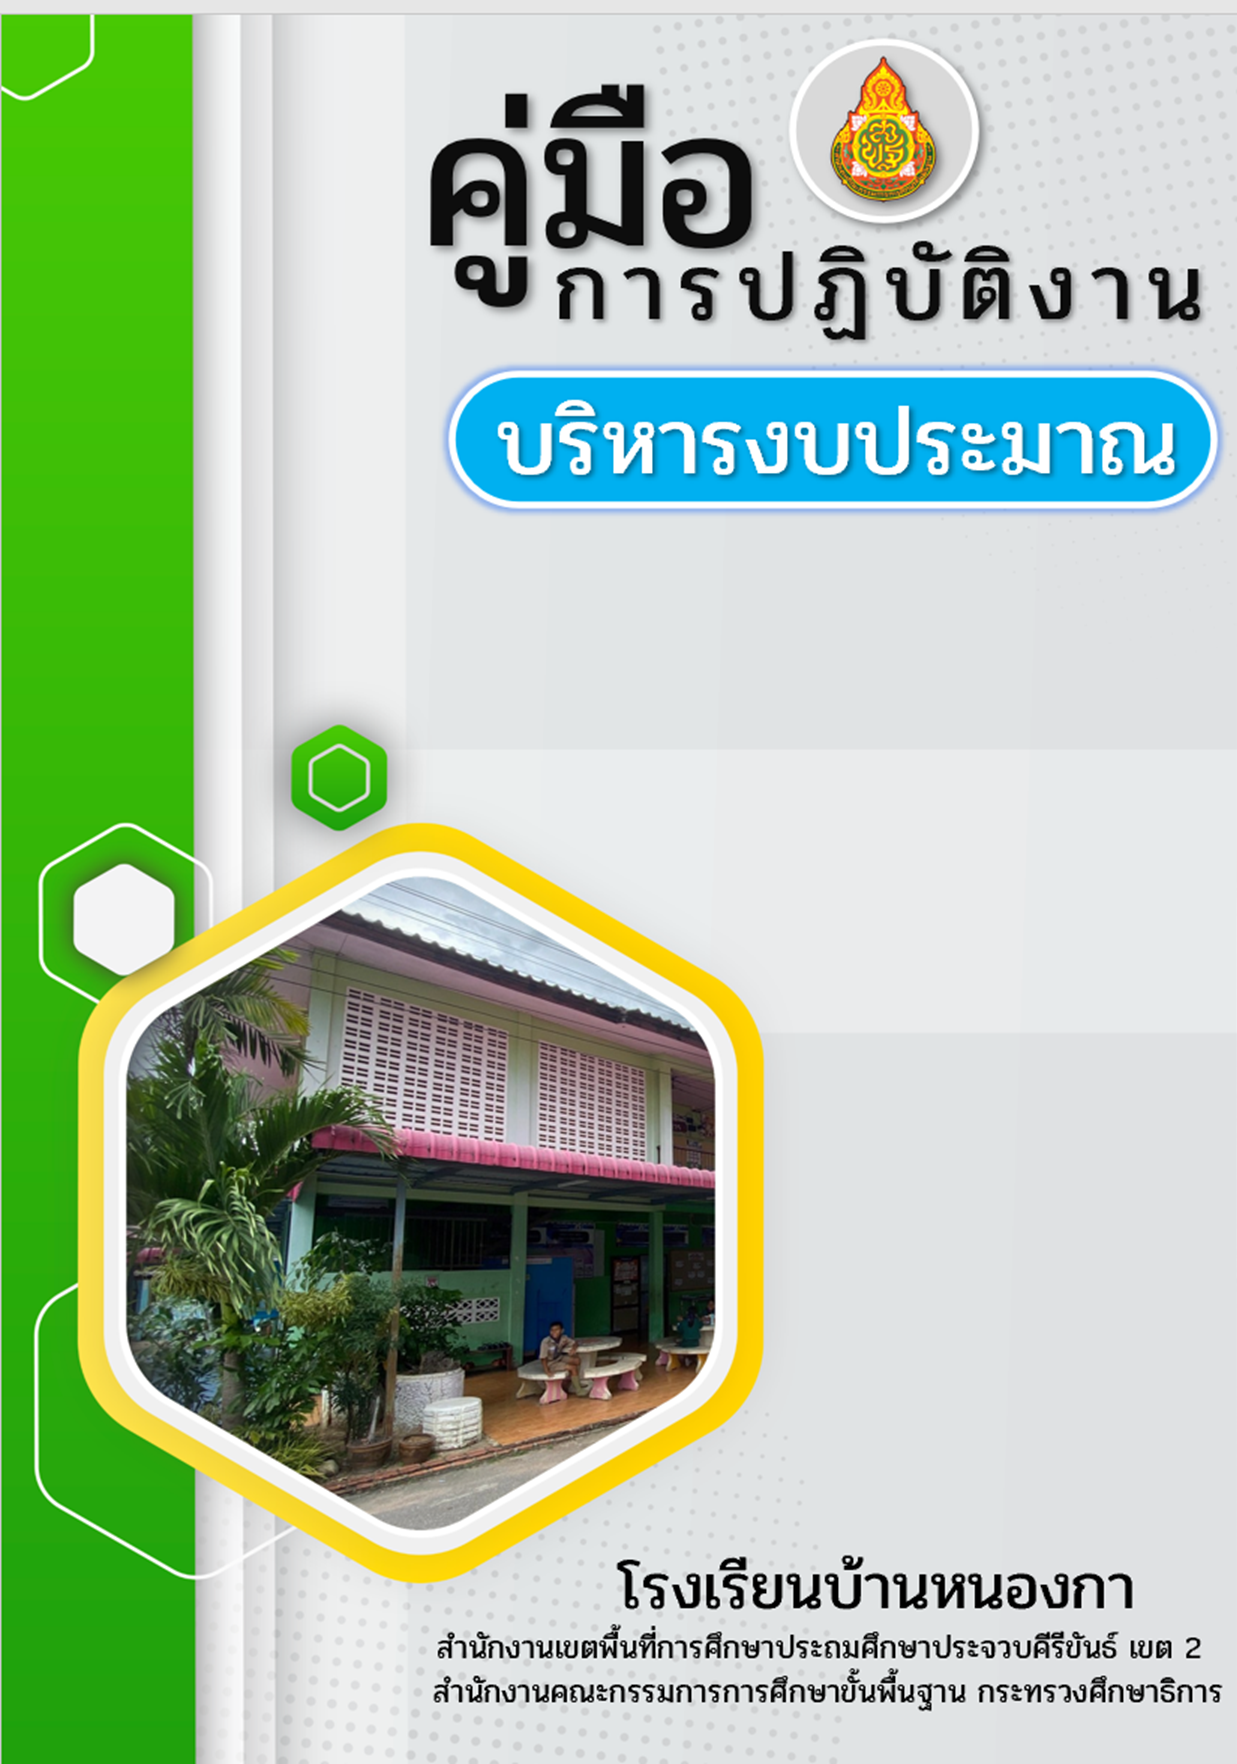 คู่มือ
การปฏิบัติงาน
บริหารงบประมาณ
โรงเรียนบ้านหนองกา
สำนักงานเขตพื้นที่การศึกษาประถมศึกษาประจวบคีรีขันธ์ เขต 2
สำนักงานคณะกรรมการการศึกษาขั้นพื้นฐาน กระทรวงศึกษาธิการ